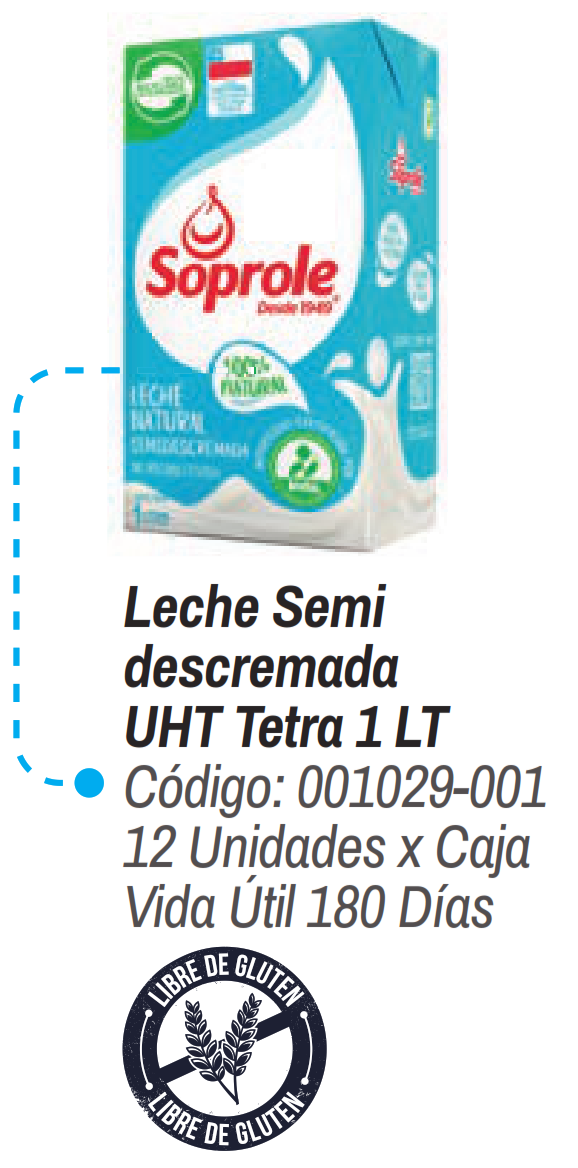 Soprole
Desde 1949
100%
NATURAL
LECHE
NATURAL
SEMIDESCREMADA
Soprole
Leche Semi
descremada
UHT Tetra 1 LT
Código: 001029-001
12 Unidades x Caja
Vida Útil 180 Días
LIBRE DE GLUTEN
LIBRE DE GLUTEN